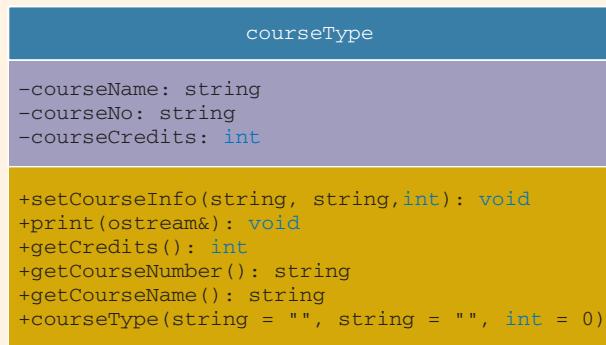 courseType
-courseName: string
-courseNo: string
-courseCredits: int
+setCourseInfo(string, string,int): void
+print(ostream&): void
+getCredits(): int
+getCourseNumber(): string
+getCourseName(): string
+courseType(string = "", string = "", int = 0)